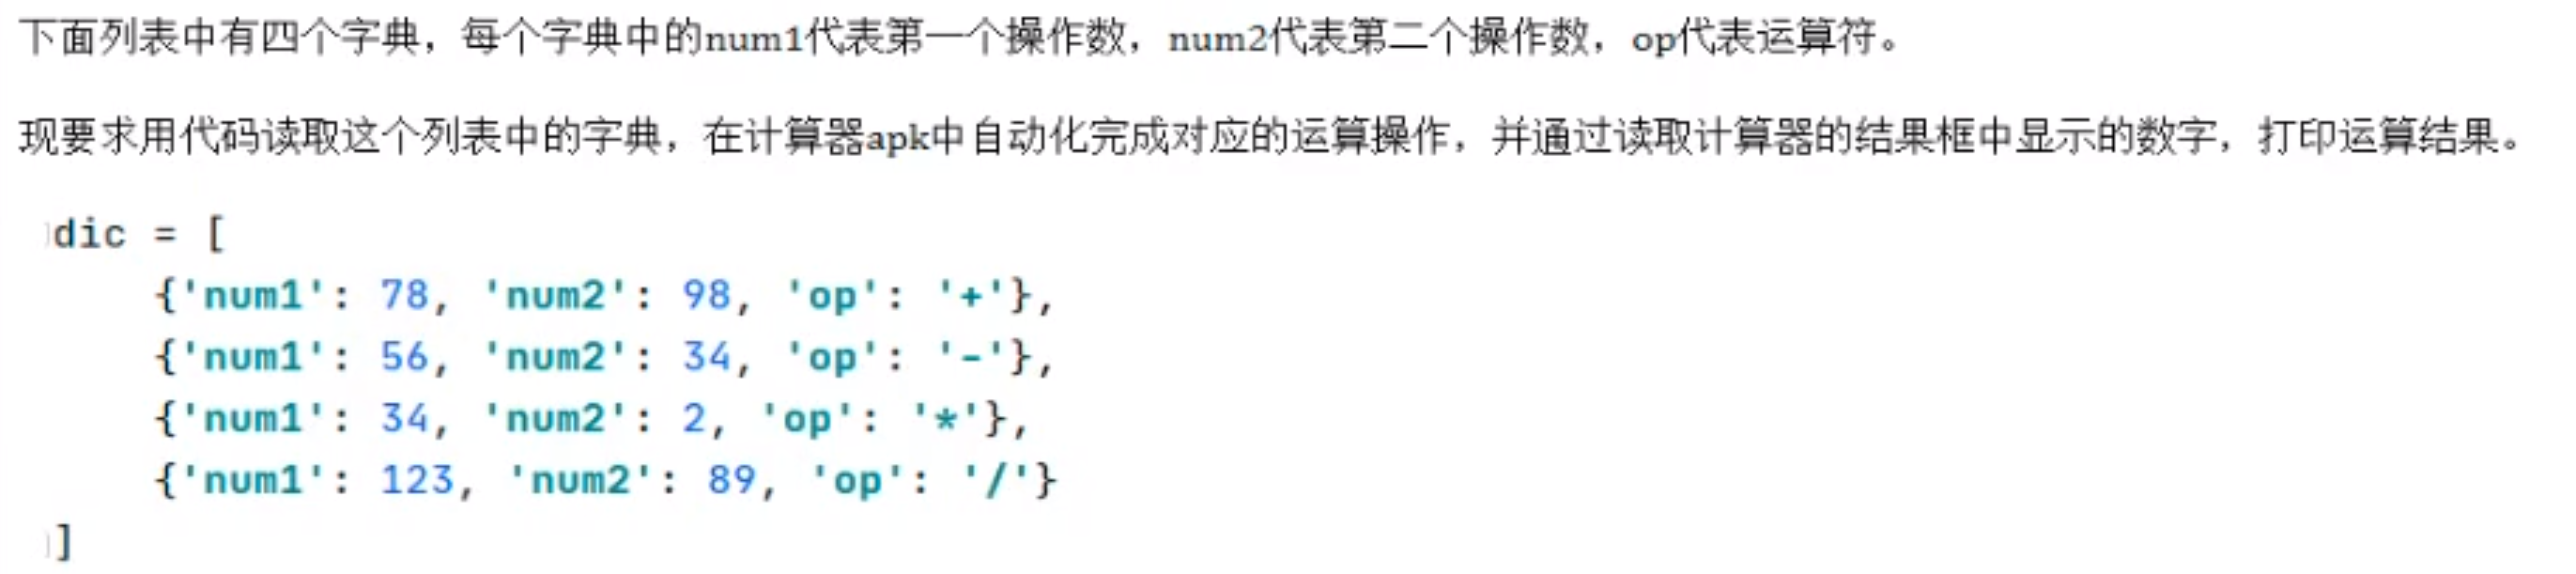 下面列表中有四个字典，每个字典中的num1代表第一个操作数，num2代表第二个操作数，op代表运算符。
现要求用代码读取这个列表中的字典，在计算器apk中自动化完成对应的运算操作，并通过读取计算器的结果框中显示的数字，打印运算结果。
dic = [
{'num1': 78, 'num2': 98, 'op': '+'},
{'num1': 56, 'num2': 34, 'op': '-'},
{'num1': 34, 'num2': 2, 'op': '*'},
{'num1': 123, 'num2': 89, 'op': '/'}
]